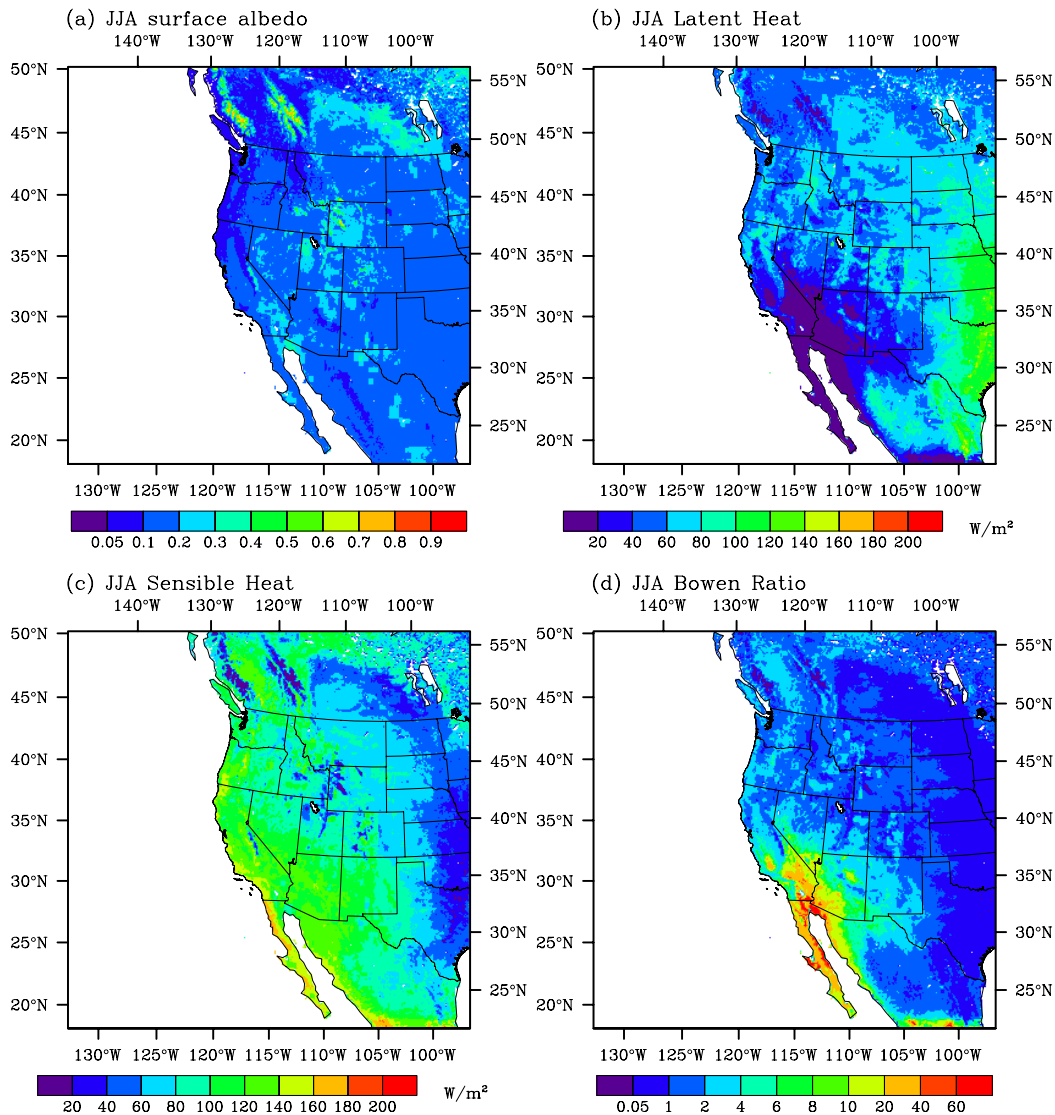 (a) JJA surface albedo
140°W 130°W 120°W 110°W 100°W
50°N 55°N
45°N 50°N
40°N 45°N
35°N 40°N
30°N 35°N
25°N 30°N
20°N 25°N
130°W 125°W 120°W 115°W 110°W 105°W 100°W
0.05 0.1 0.2 0.3 0.4 0.5 0.6 0.7 0.8 0.9
(b) JJA Latent Heat
140°W 130°W 120°W 110°W 100°W
50°N 55°N
45°N 50°N
40°N 45°N
35°N 40°N
30°N 35°N
25°N 30°N
20°N 25°N
130°W 125°W 120°W 115°W 110°W 105°W 100°W
20 40 60 80 100 120 140 160 180 200 W/m²
(c) JJA Sensible Heat
140°W 130°W 120°W 110°W 100°W
50°N 55°N
45°N 50°N
40°N 45°N
35°N 40°N
30°N 35°N
25°N 30°N
20°N 25°N
130°W 125°W 120°W 115°W 110°W 105°W 100°W
20 40 60 80 100 120 140 160 180 200 W/m²
(d) JJA Bowen Ratio
140°W 130°W 120°W 110°W 100°W
50°N 55°N
45°N 50°N
40°N 45°N
35°N 40°N
30°N 35°N
25°N 30°N
20°N 25°N
130°W 125°W 120°W 115°W 110°W 105°W 100°W
0.05 1 2 4 6 8 10 20 40 60